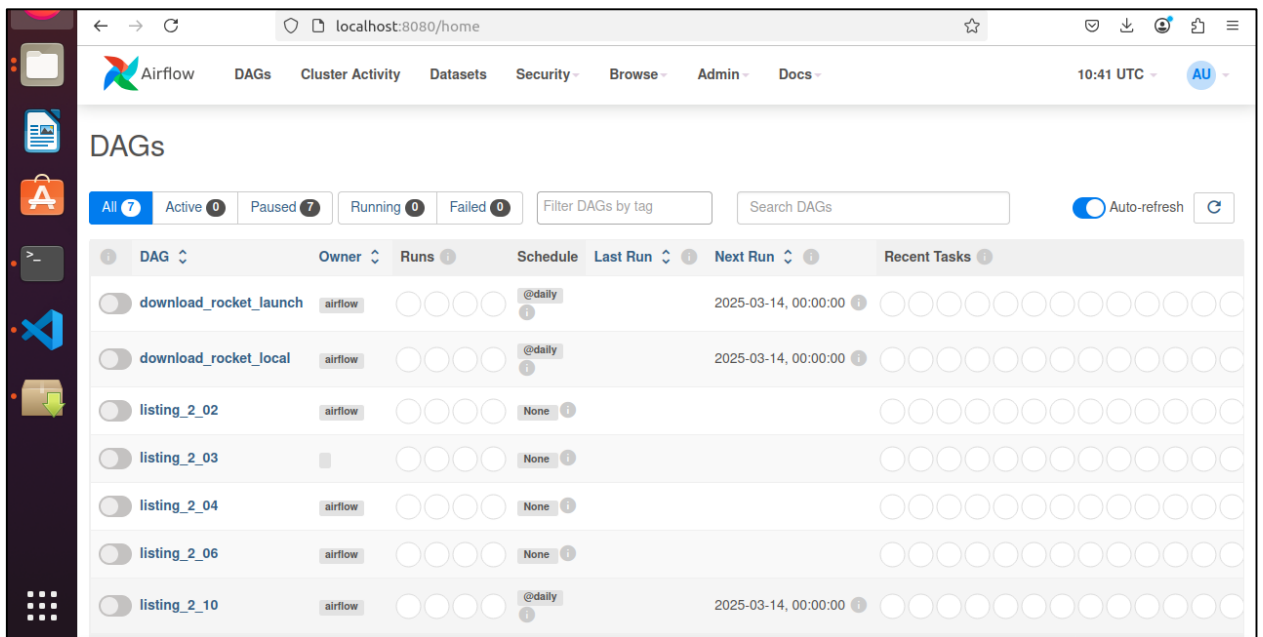 localhost:8080/home
Airflow DAGs Cluster Activity Datasets Security Browse Admin Docs 10:41 UTC AU
DAGs
All 7 Active 0 Paused 7 Running 0 Failed 0 Filter DAGs by tag Search DAGs Auto-refresh
DAG Owner Runs Schedule Last Run Next Run Recent Tasks
download_rocket_launch airflow @daily 2025-03-14, 00:00:00
download_rocket_local airflow @daily 2025-03-14, 00:00:00
listing_2_02 airflow None
listing_2_03 None
listing_2_04 airflow None
listing_2_06 airflow None
listing_2_10 airflow @daily 2025-03-14, 00:00:00